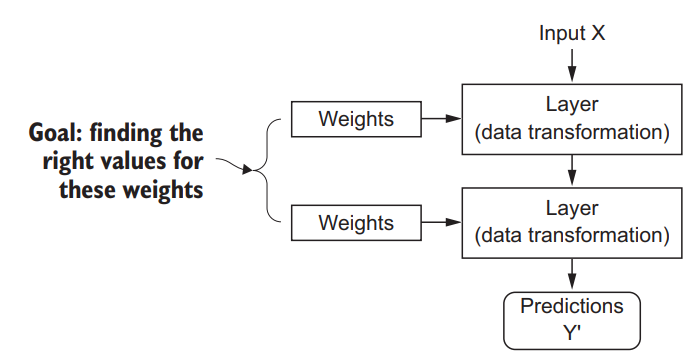 Input X
Goal: finding the
right values for
these weights
Weights
Layer
(data transformation)
Weights
Layer
(data transformation)
Predictions
Y'